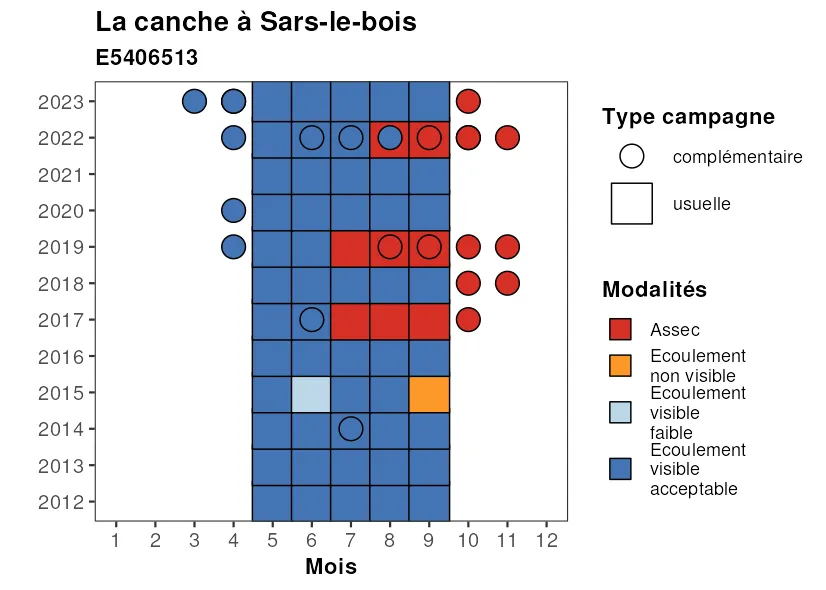 La canche à Sars-le-bois
E5406513
2023
2022
2021
2020
2019
2018
2017
2016
2015
2014
2013
2012
1 2 3 4 5 6 7 8 9 10 11 12
Mois
Type campagne
complémentaire
usuelle
Modalités
Assec
Ecoulement
non visible
Ecoulement
visible
faible
Ecoulement
visible
acceptable